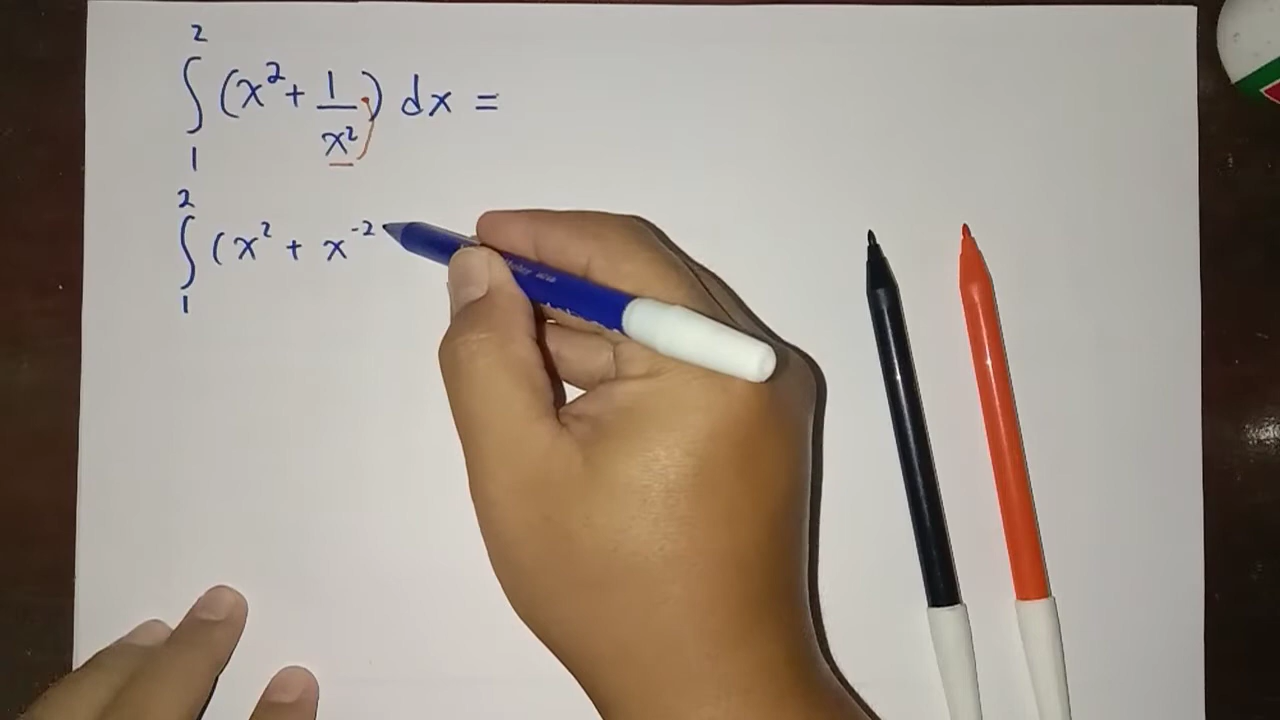 ∫₁² (x² + 1/x²) dx =
∫₁² (x² + x⁻²